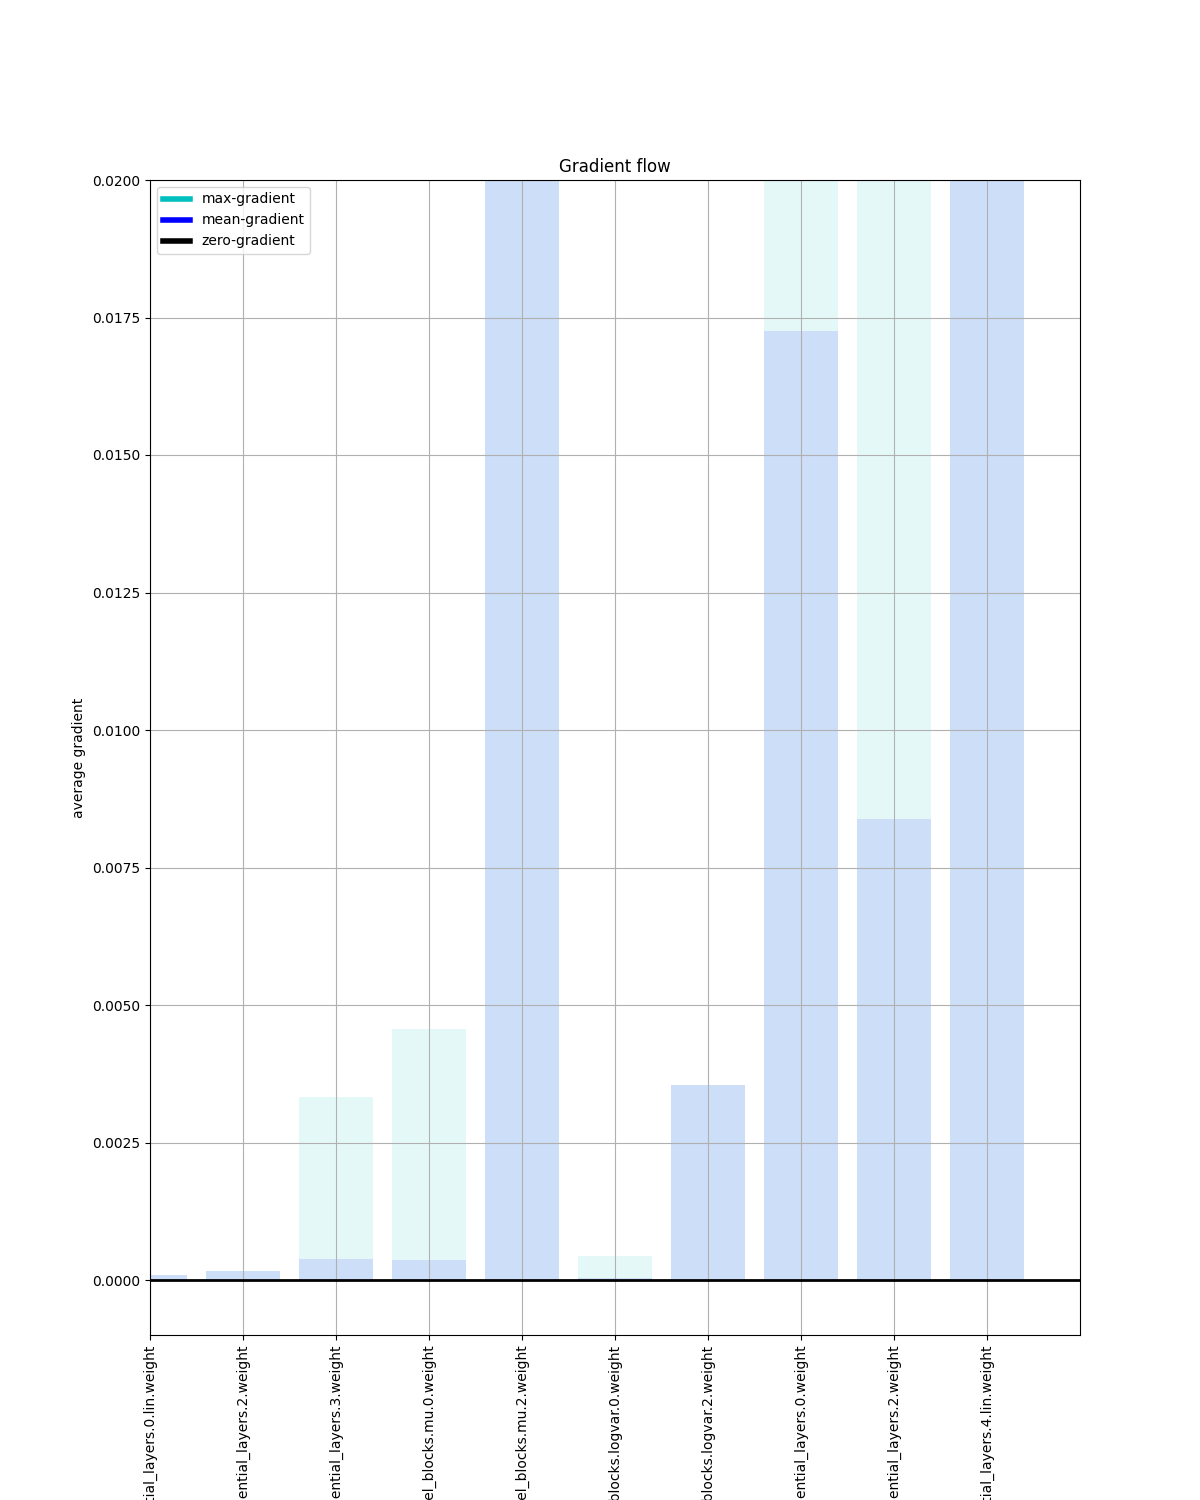 Gradient flow
max-gradient
mean-gradient
zero-gradient
0.0200
0.0175
0.0150
0.0125
0.0100
0.0075
0.0050
0.0025
0.0000
average gradient
tial_layers.0.lin.weight
ential_layers.2.weight
ential_layers.3.weight
el_blocks.mu.0.weight
el_blocks.mu.2.weight
blocks.logvar.0.weight
blocks.logvar.2.weight
ential_layers.0.weight
ential_layers.2.weight
tial_layers.4.lin.weight